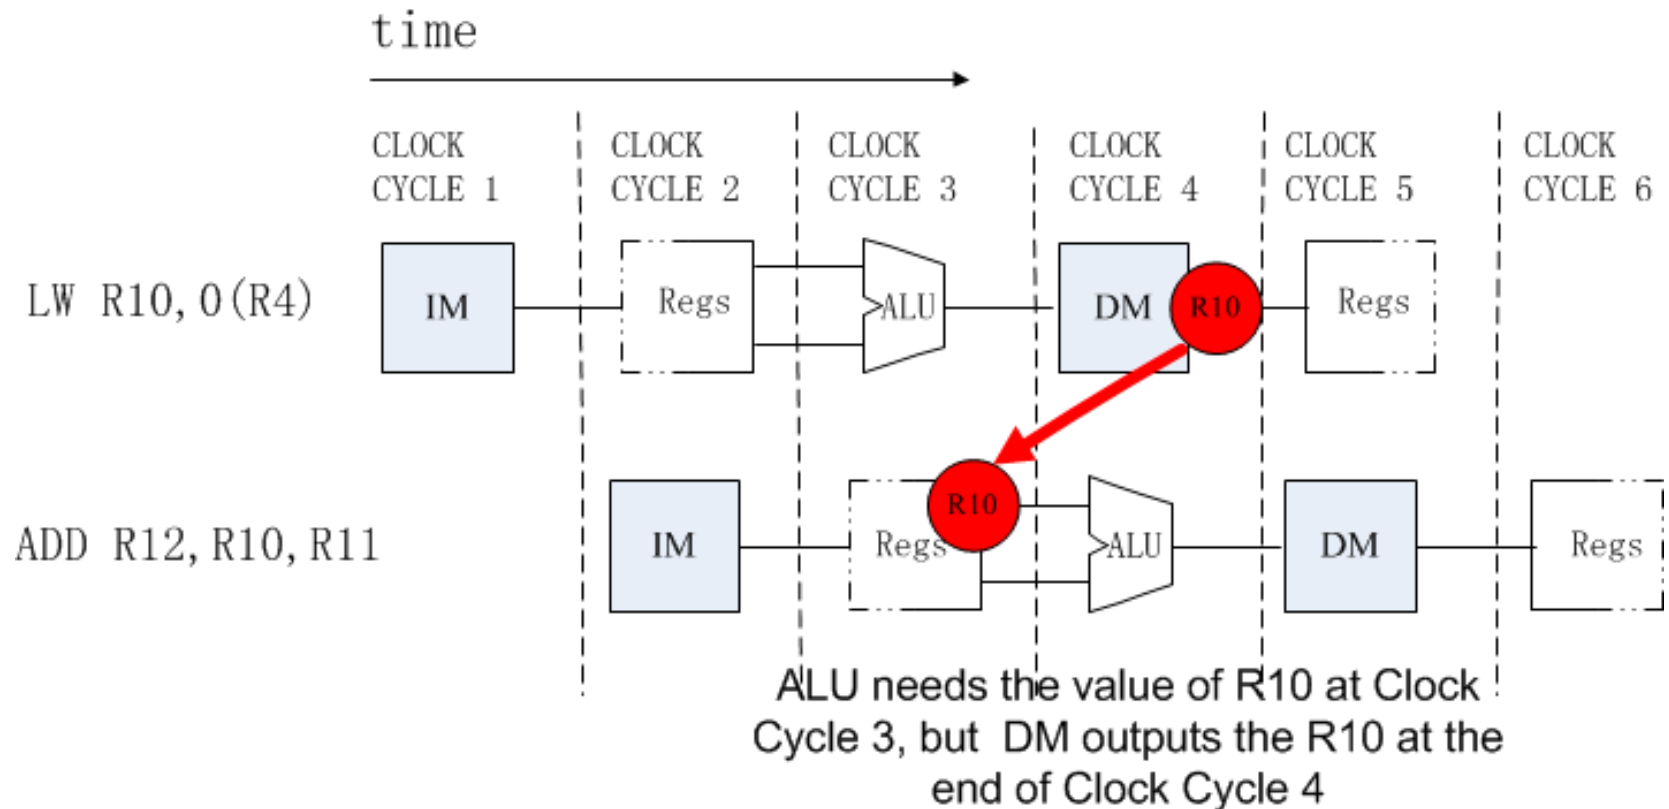 time
CLOCK CYCLE 1
CLOCK CYCLE 2
CLOCK CYCLE 3
CLOCK CYCLE 4
CLOCK CYCLE 5
CLOCK CYCLE 6
LW R10,0(R4)
IM
Regs
ALU
DM
R10
Regs
ADD R12,R10,R11
IM
Regs
R10
ALU
DM
Regs
ALU needs the value of R10 at Clock
Cycle 3, but DM outputs the R10 at the
end of Clock Cycle 4